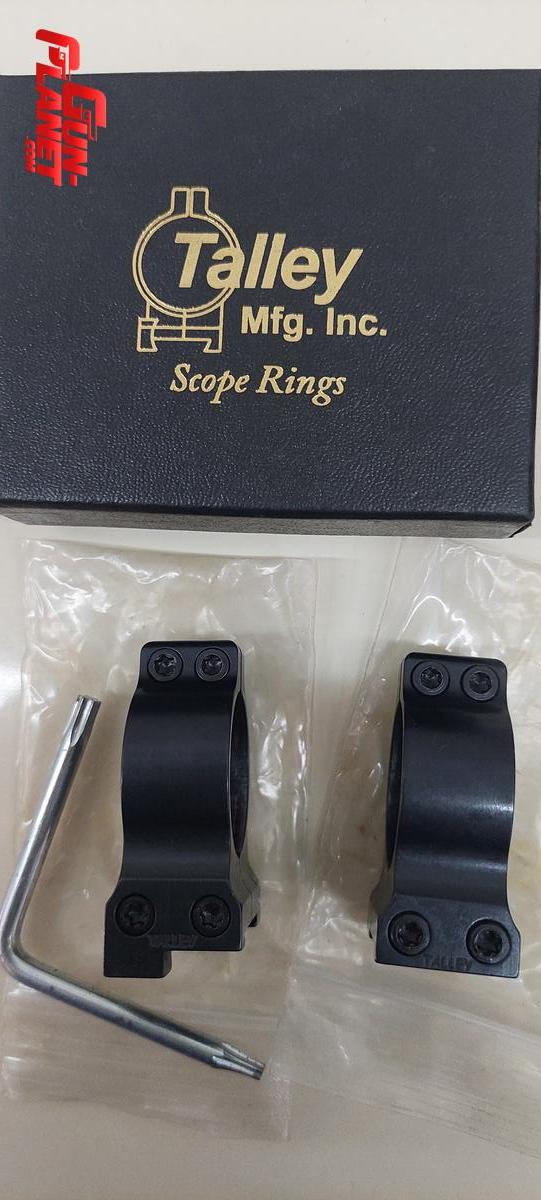 GUN-
PLANET
.COM
Talley
Mfg. Inc.
Scope Rings
TALLEY
TALLEY